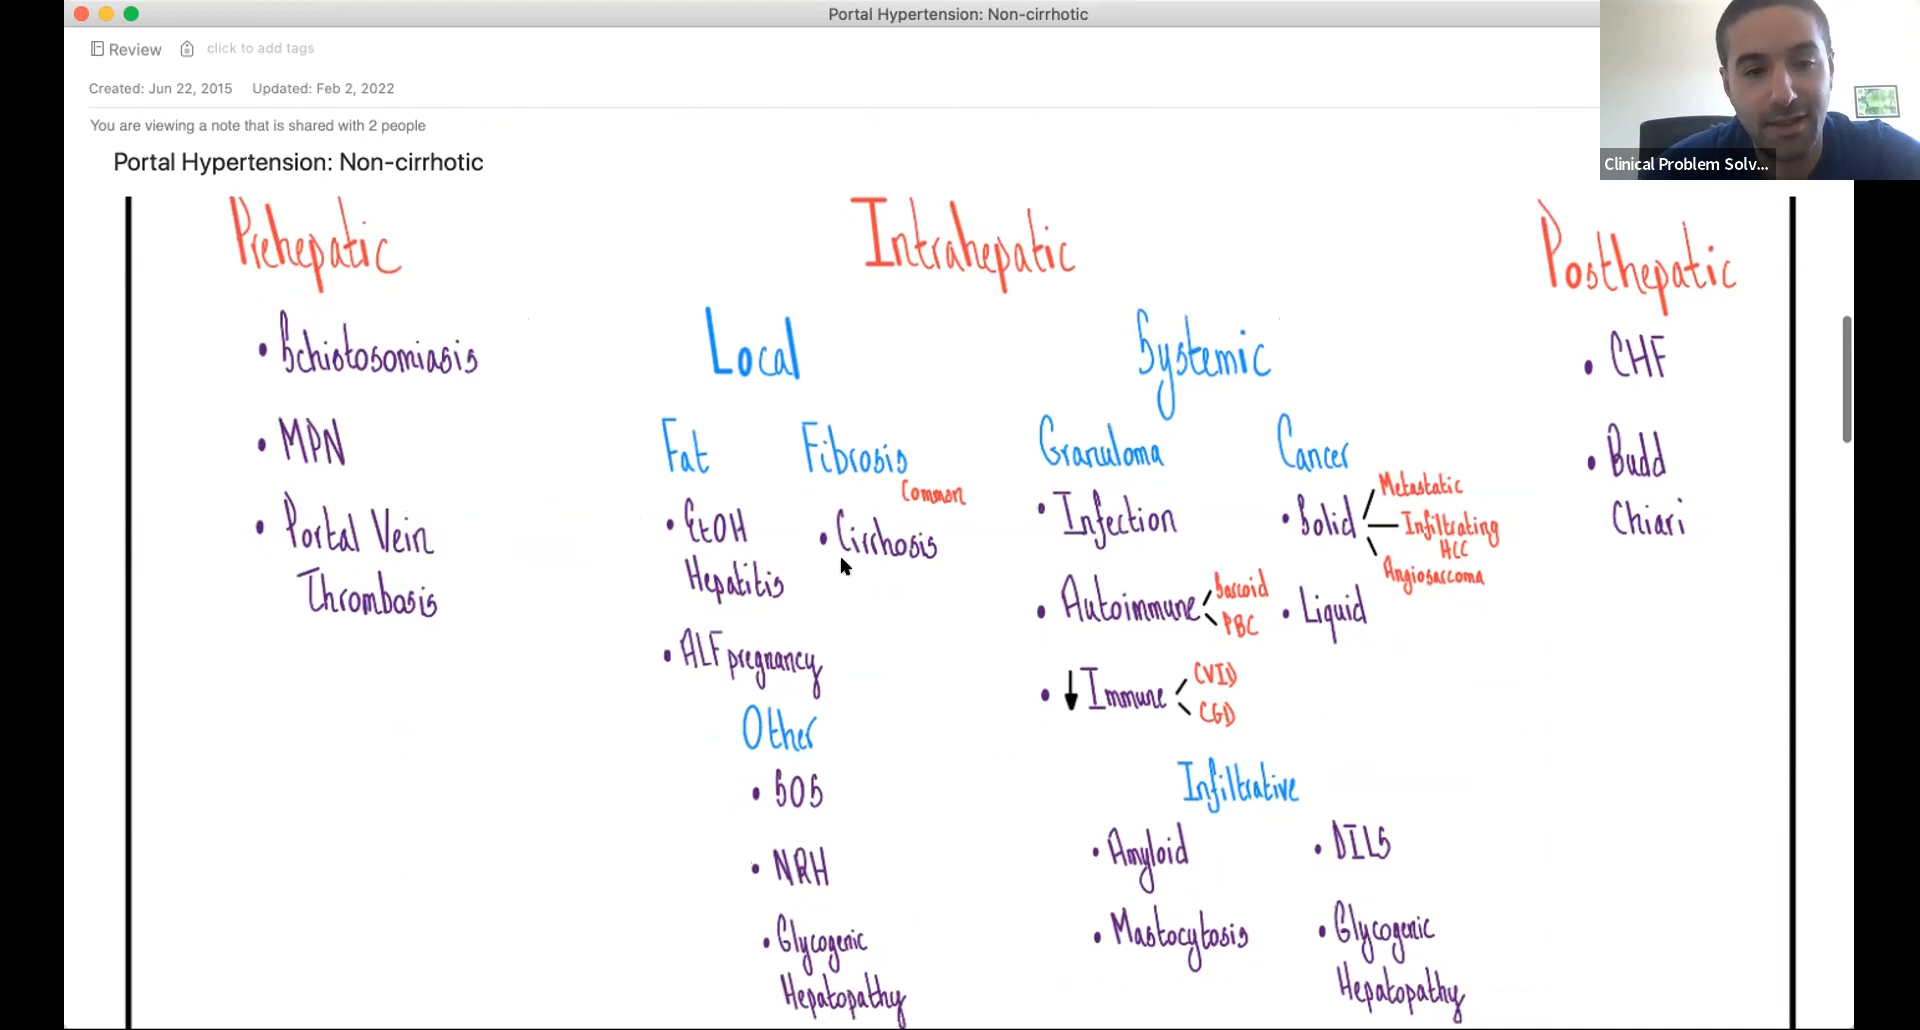 Portal Hypertension: Non-cirrhotic
Review
click to add tags
Created: Jun 22, 2015 Updated: Feb 2, 2022
You are viewing a note that is shared with 2 people
Clinical Problem Solv...
Portal Hypertension: Non-cirrhotic
Prehepatic
• Schistosomiasis
• MPN
• Portal Vein
Thrombosis
Intrahepatic
Local
Fat
• EtOH
Hepatitis
• ALF pregnancy
Fibrosis
Common
• Cirrhosis
Other
• SOS
• NRH
• Glycogenic
Hepatopathy
Systemic
Granuloma
• Infection
• Autoimmune
Sarcoid
PBC
• ↓ Immune
CVID
CGD
Cancer
• Solid
Metastatic
Infiltrating
HCC
Angiosarcoma
• Liquid
Infiltrative
• Amyloid
• Mastocytosis
• DILS
• Glycogenic
Hepatopathy
Posthepatic
• CHF
• Budd
Chiari